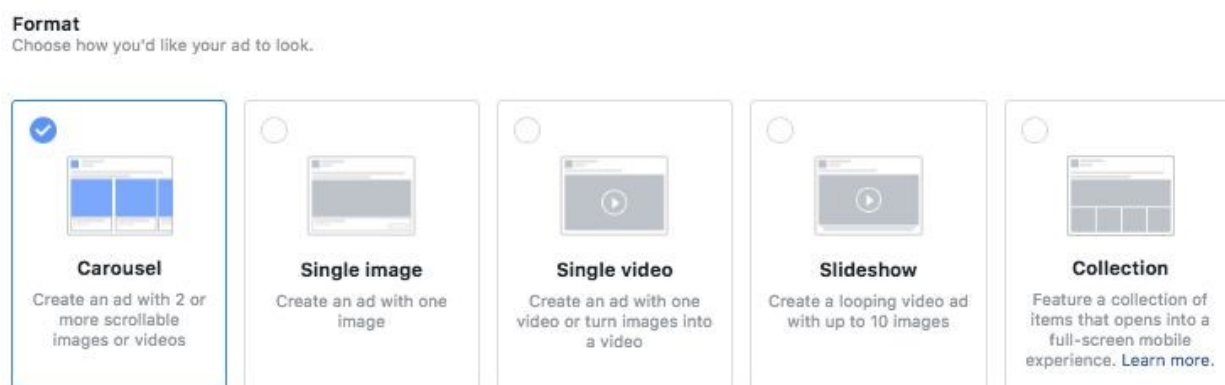 Format
Choose how you'd like your ad to look.
Carousel
Create an ad with 2 or
more scrollable
images or videos
Single image
Create an ad with one
image
Single video
Create an ad with one
video or turn images into
a video
Slideshow
Create a looping video ad
with up to 10 images
Collection
Feature a collection of
items that opens into a
full-screen mobile
experience. Learn more.